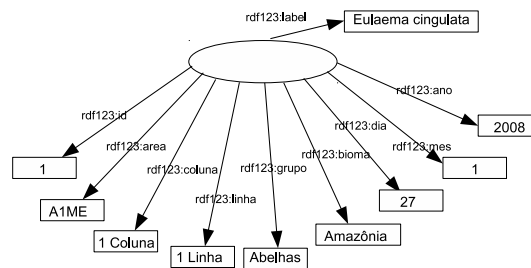 rdf123:label
Eulaema cingulata
rdf123:ano
2008
rdf123:id
rdf123:dia
rdf123:area
rdf123:mes
rdf123:coluna
rdf123:grupo
rdf123:bioma
1
1
rdf123:linha
27
A1ME
1 Coluna
1 Linha
Abelhas
Amazônia